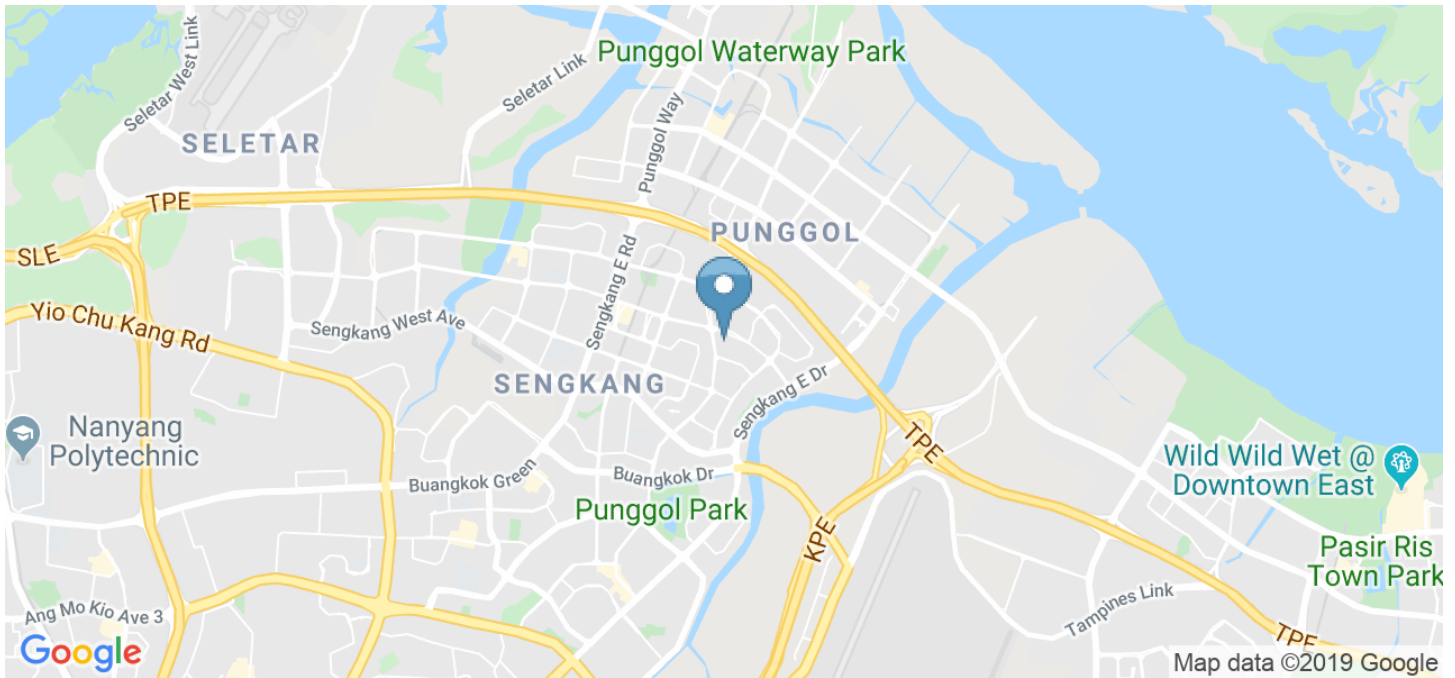 Punggol Waterway Park
Seletar West Link
Seletar Link
Punggol Way
SELETAR
TPE
PUNGGOL
SLE
Sengkang E Rd
Yio Chu Kang Rd
Sengkang West Ave
SENGKANG
Sengkang E Dr
Nanyang
Polytechnic
TPE
Wild Wild Wet @
Downtown East
Buangkok Dr
Buangkok Green
Punggol Park
KPE
Pasir Ris
Town Park
Ang Mo Kio Ave 3
Tampines Link
TPE
Google
Map data ©2019 Google